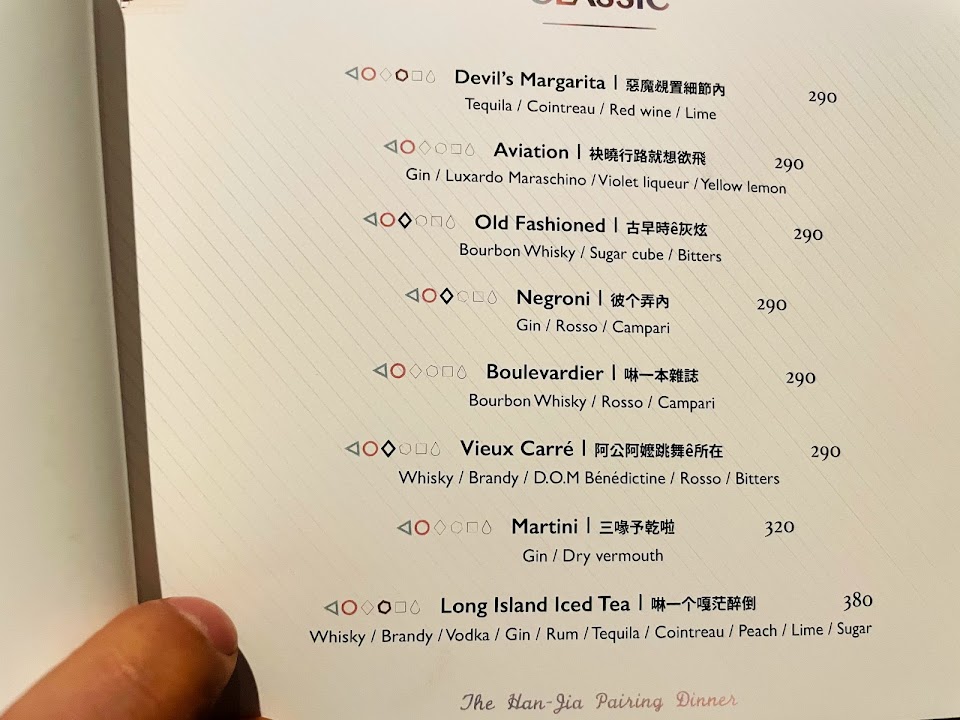 CLASSIC
Devil's Margarita | 惡魔覕置細節內 290
Tequila / Cointreau / Red wine / Lime
Aviation | 袂曉行路就想欲飛 290
Gin / Luxardo Maraschino / Violet liqueur / Yellow lemon
Old Fashioned | 古早時ê灰炫 290
Bourbon Whisky / Sugar cube / Bitters
Negroni | 彼个弄內 290
Gin / Rosso / Campari
Boulevardier | 啉一本雜誌 290
Bourbon Whisky / Rosso / Campari
Vieux Carré | 阿公阿嬤跳舞ê所在 290
Whisky / Brandy / D.O.M Bénédictine / Rosso / Bitters
Martini | 三喙予乾啦 320
Gin / Dry vermouth
Long Island Iced Tea | 啉一个嘎茫醉倒 380
Whisky / Brandy / Vodka / Gin / Rum / Tequila / Cointreau / Peach / Lime / Sugar
The Han-Jia Pairing Dinner